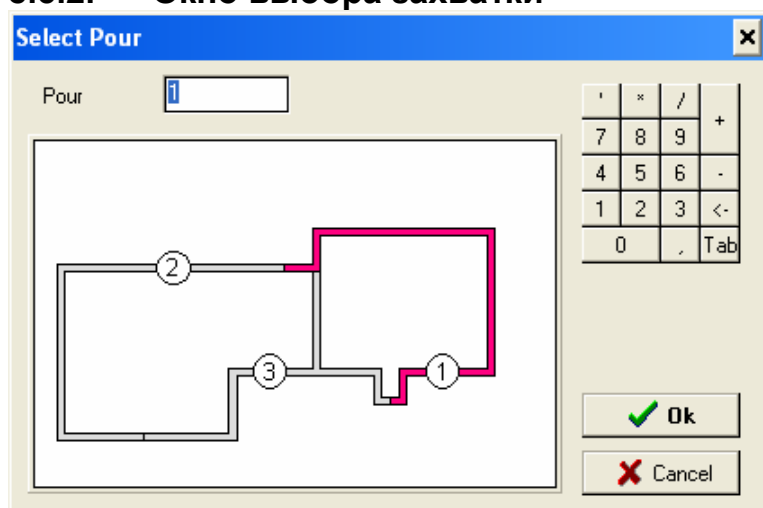 Select Pour
Pour 1
' * / +
7 8 9
4 5 6 -
1 2 3 <-
0 , Tab
2
3
1
Ok
Cancel